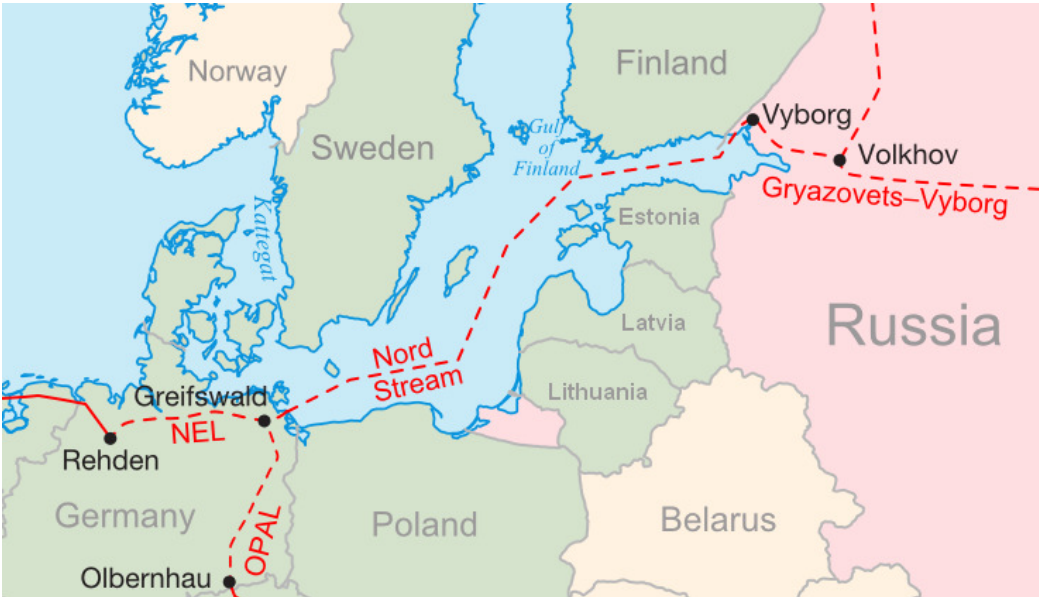 Norway
Finland
Sweden
Gulf
of
Finland
Vyborg
Volkhov
Gryazovets–Vyborg
Kattegat
Estonia
Russia
Latvia
Nord
Stream
Lithuania
Greifswald
NEL
Rehden
Germany
Poland
Belarus
OPAL
Olbernhau